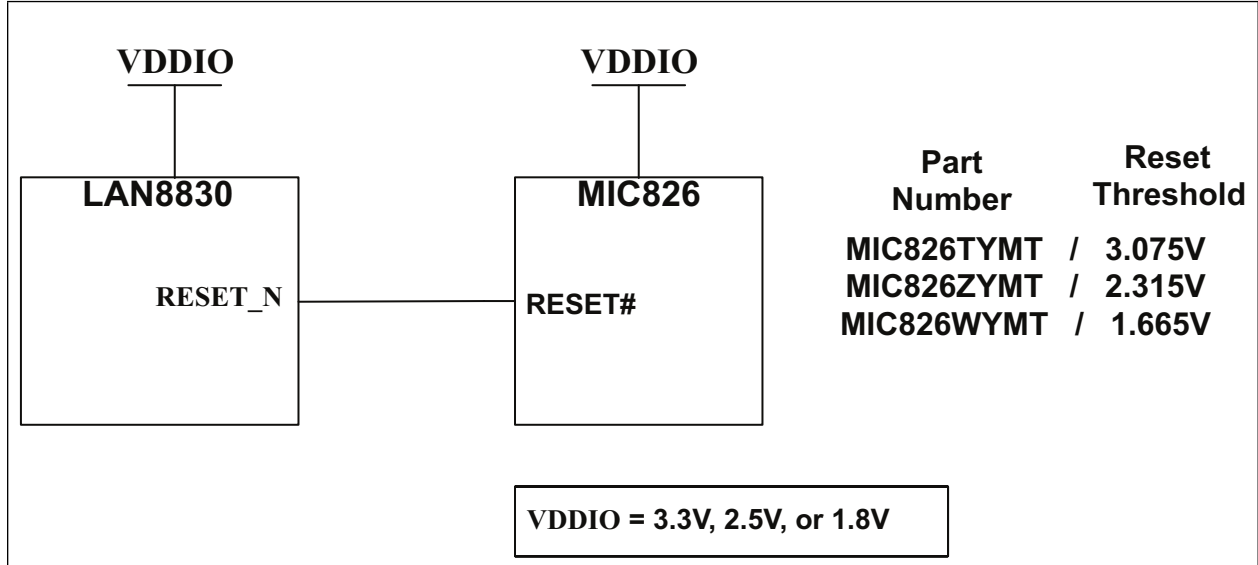 VDDIO
VDDIO
LAN8830
MIC826
RESET_N
RESET#
Part Number
Reset Threshold
MIC826TYMT / 3.075V
MIC826ZYMT / 2.315V
MIC826WYMT / 1.665V
VDDIO = 3.3V, 2.5V, or 1.8V